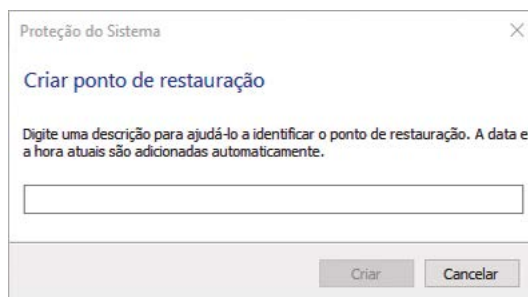 Proteção do Sistema
Criar ponto de restauração
Digite uma descrição para ajudá-lo a identificar o ponto de restauração. A data e
a hora atuais são adicionadas automaticamente.
Criar
Cancelar